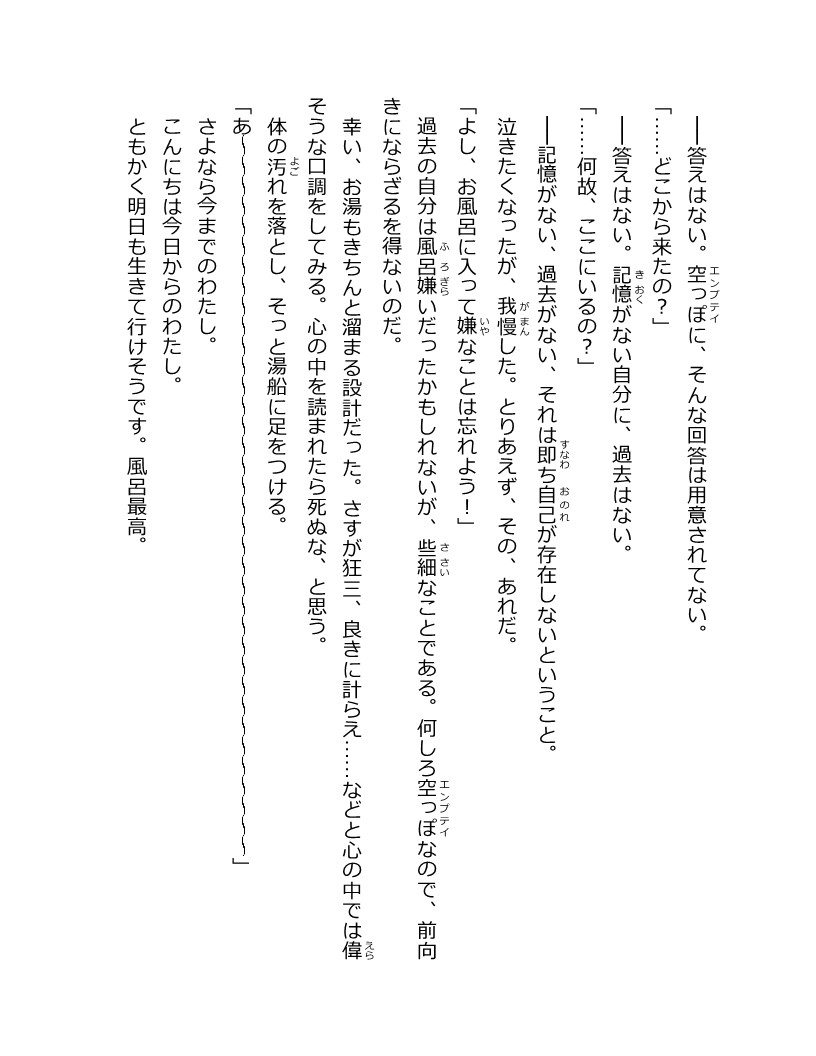 ――答えはない。空っぽに、そんな回答は用意されてない。
「……どこから来たの？」
――答えはない。記憶がない自分に、過去はない。
「……何故、ここにいるの？」
――記憶がない、過去がない、それは即ち自己が存在しないということ。
泣きたくなったが、我慢した。とりあえず、その、あれだ。
「よし、お風呂に入って嫌なことは忘れよう！」
過去の自分は風呂嫌いだったかもしれないが、些細なことである。何しろ空っぽなので、前向
きにならざるを得ないのだ。
幸い、お湯もきちんと溜まる設計だった。さすが狂三、良きに計らえ……などと心の中では偉
そうな口調をしてみる。心の中を読まれたら死ぬな、と思う。
体の汚れを落とし、そっと湯船に足をつける。
「あ〜〜〜〜〜〜〜〜〜〜〜〜〜〜〜〜〜〜〜〜〜〜〜〜〜〜〜〜〜〜〜〜〜〜〜〜」
さよなら今までのわたし。
こんにちは今日からのわたし。
ともかく明日も生きて行けそうです。風呂最高。